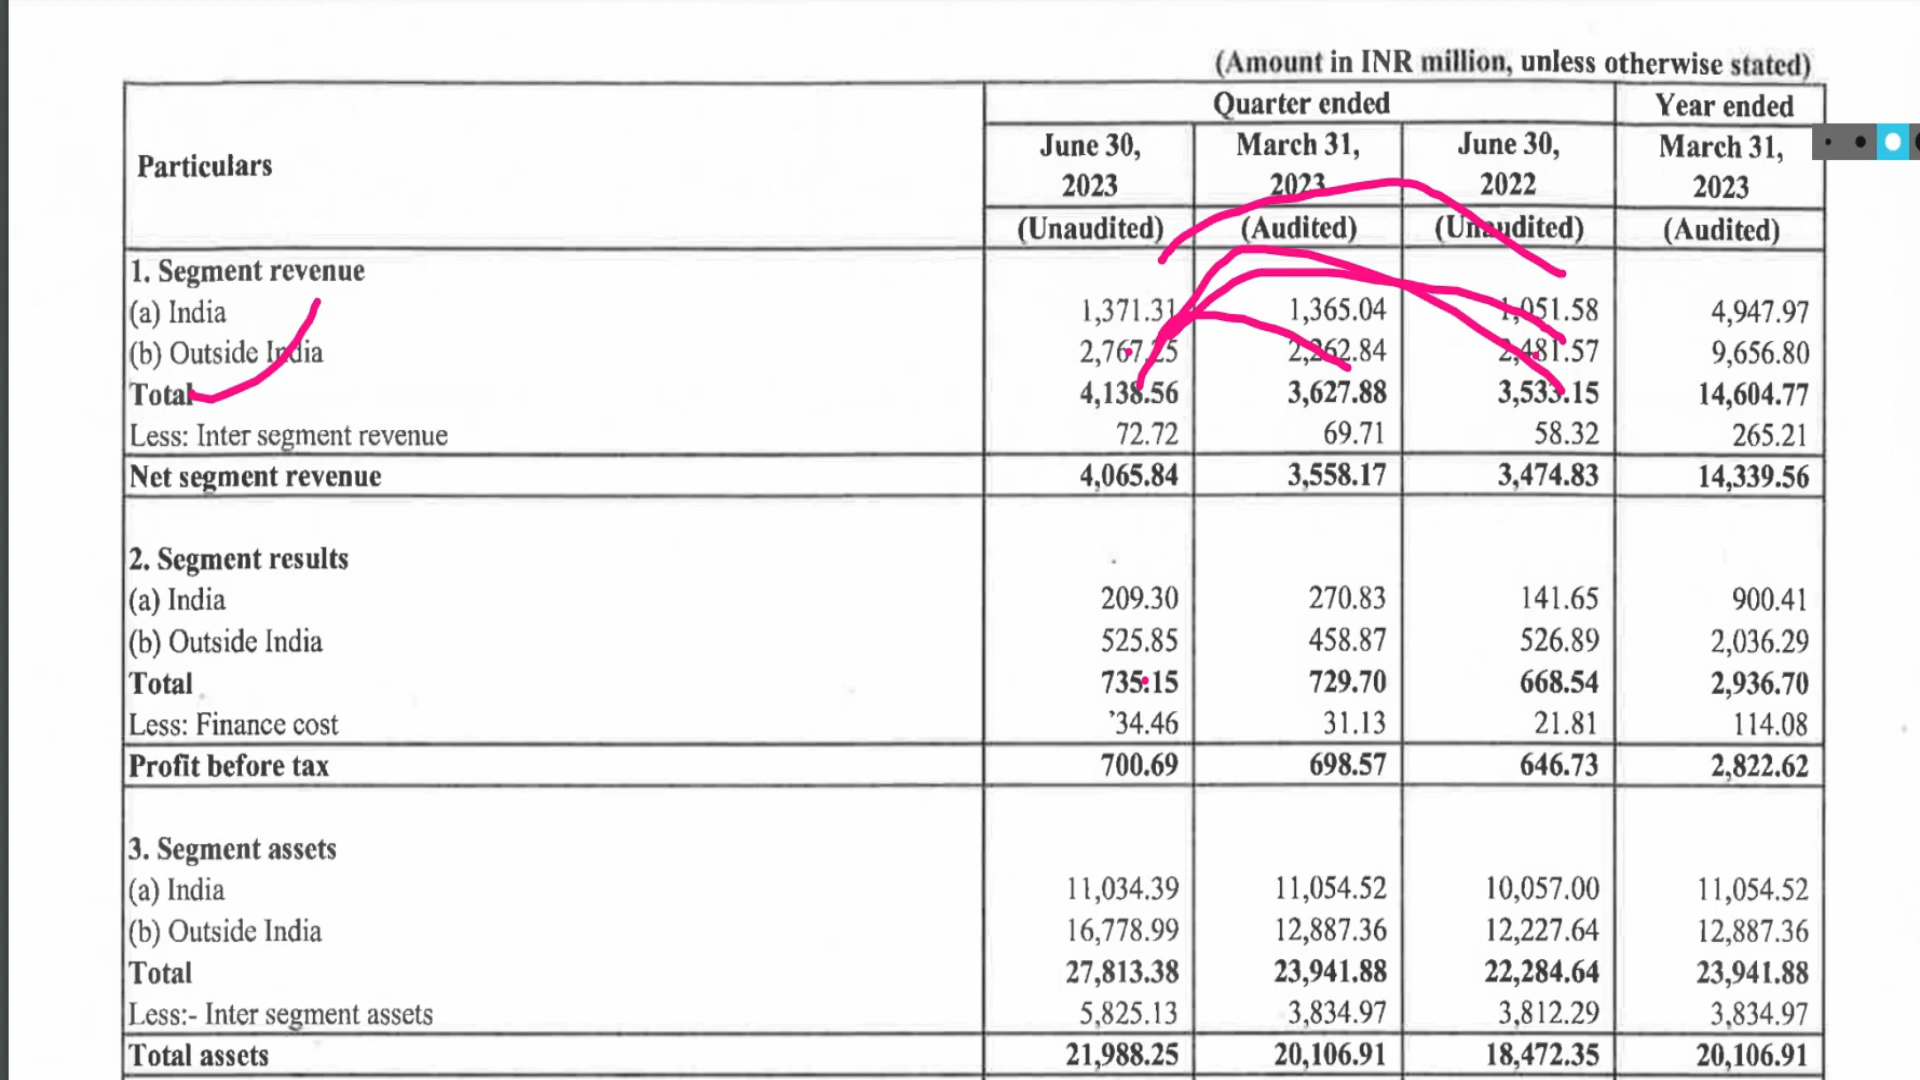 (Amount in INR million, unless otherwise stated)
Particulars Quarter ended Year ended
June 30, 2023 March 31, 2023 June 30, 2022 March 31, 2023
(Unaudited) (Audited) (Unaudited) (Audited)
1. Segment revenue
(a) India 1,371.31 1,365.04 1,051.58 4,947.97
(b) Outside India 2,767.25 2,262.84 2,481.57 9,656.80
Total 4,138.56 3,627.88 3,533.15 14,604.77
Less: Inter segment revenue 72.72 69.71 58.32 265.21
Net segment revenue 4,065.84 3,558.17 3,474.83 14,339.56
2. Segment results
(a) India 209.30 270.83 141.65 900.41
(b) Outside India 525.85 458.87 526.89 2,036.29
Total 735.15 729.70 668.54 2,936.70
Less: Finance cost 34.46 31.13 21.81 114.08
Profit before tax 700.69 698.57 646.73 2,822.62
3. Segment assets
(a) India 11,034.39 11,054.52 10,057.00 11,054.52
(b) Outside India 16,778.99 12,887.36 12,227.64 12,887.36
Total 27,813.38 23,941.88 22,284.64 23,941.88
Less:- Inter segment assets 5,825.13 3,834.97 3,812.29 3,834.97
Total assets 21,988.25 20,106.91 18,472.35 20,106.91